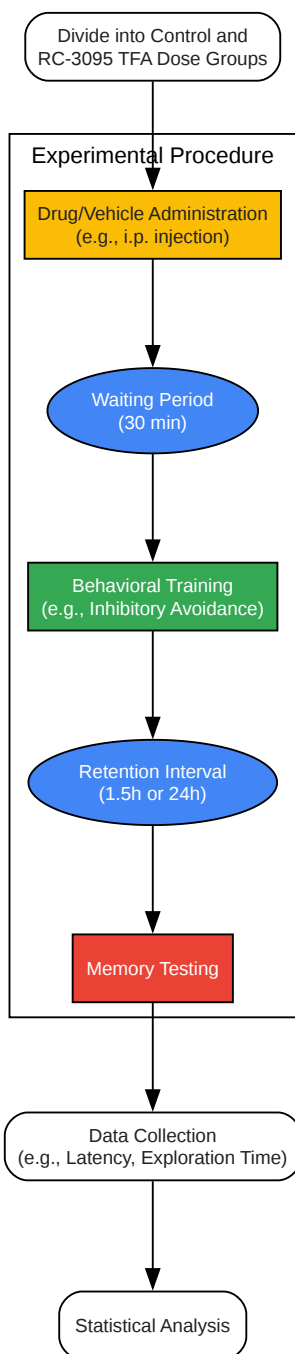 Divide into Control and
RC-3095 TFA Dose Groups
Experimental Procedure
Drug/Vehicle Administration
(e.g., i.p. injection)
Waiting Period
(30 min)
Behavioral Training
(e.g., Inhibitory Avoidance)
Retention Interval
(1.5h or 24h)
Memory Testing
Data Collection
(e.g., Latency, Exploration Time)
Statistical Analysis